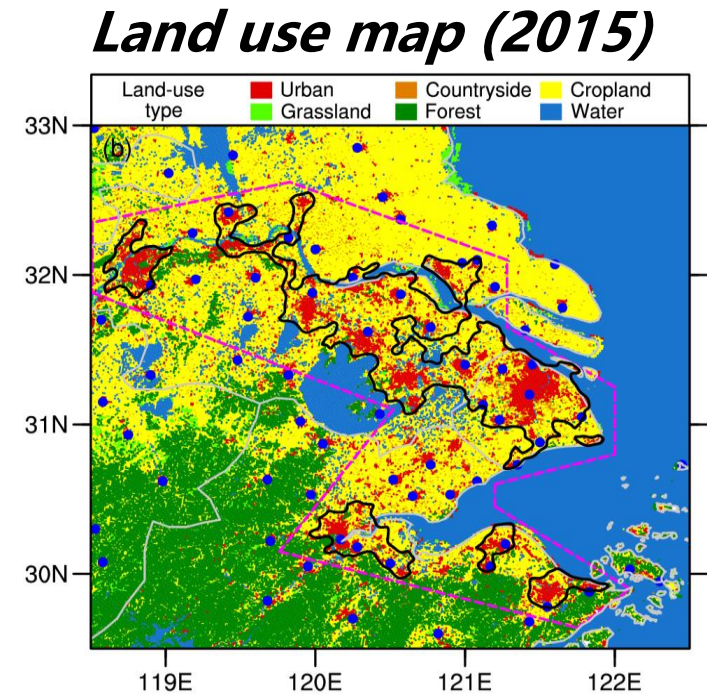 Land use map (2015)
Land-use type
Urban
Countryside
Cropland
Grassland
Forest
Water
(b)
33N
32N
31N
30N
119E
120E
121E
122E